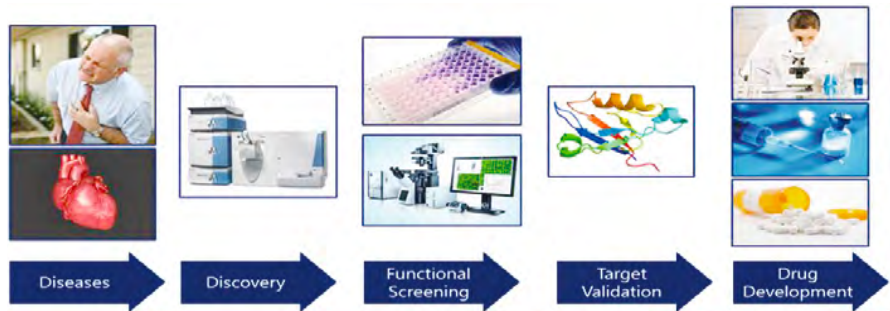 Diseases
Discovery
Functional
Screening
Target
Validation
Drug
Development